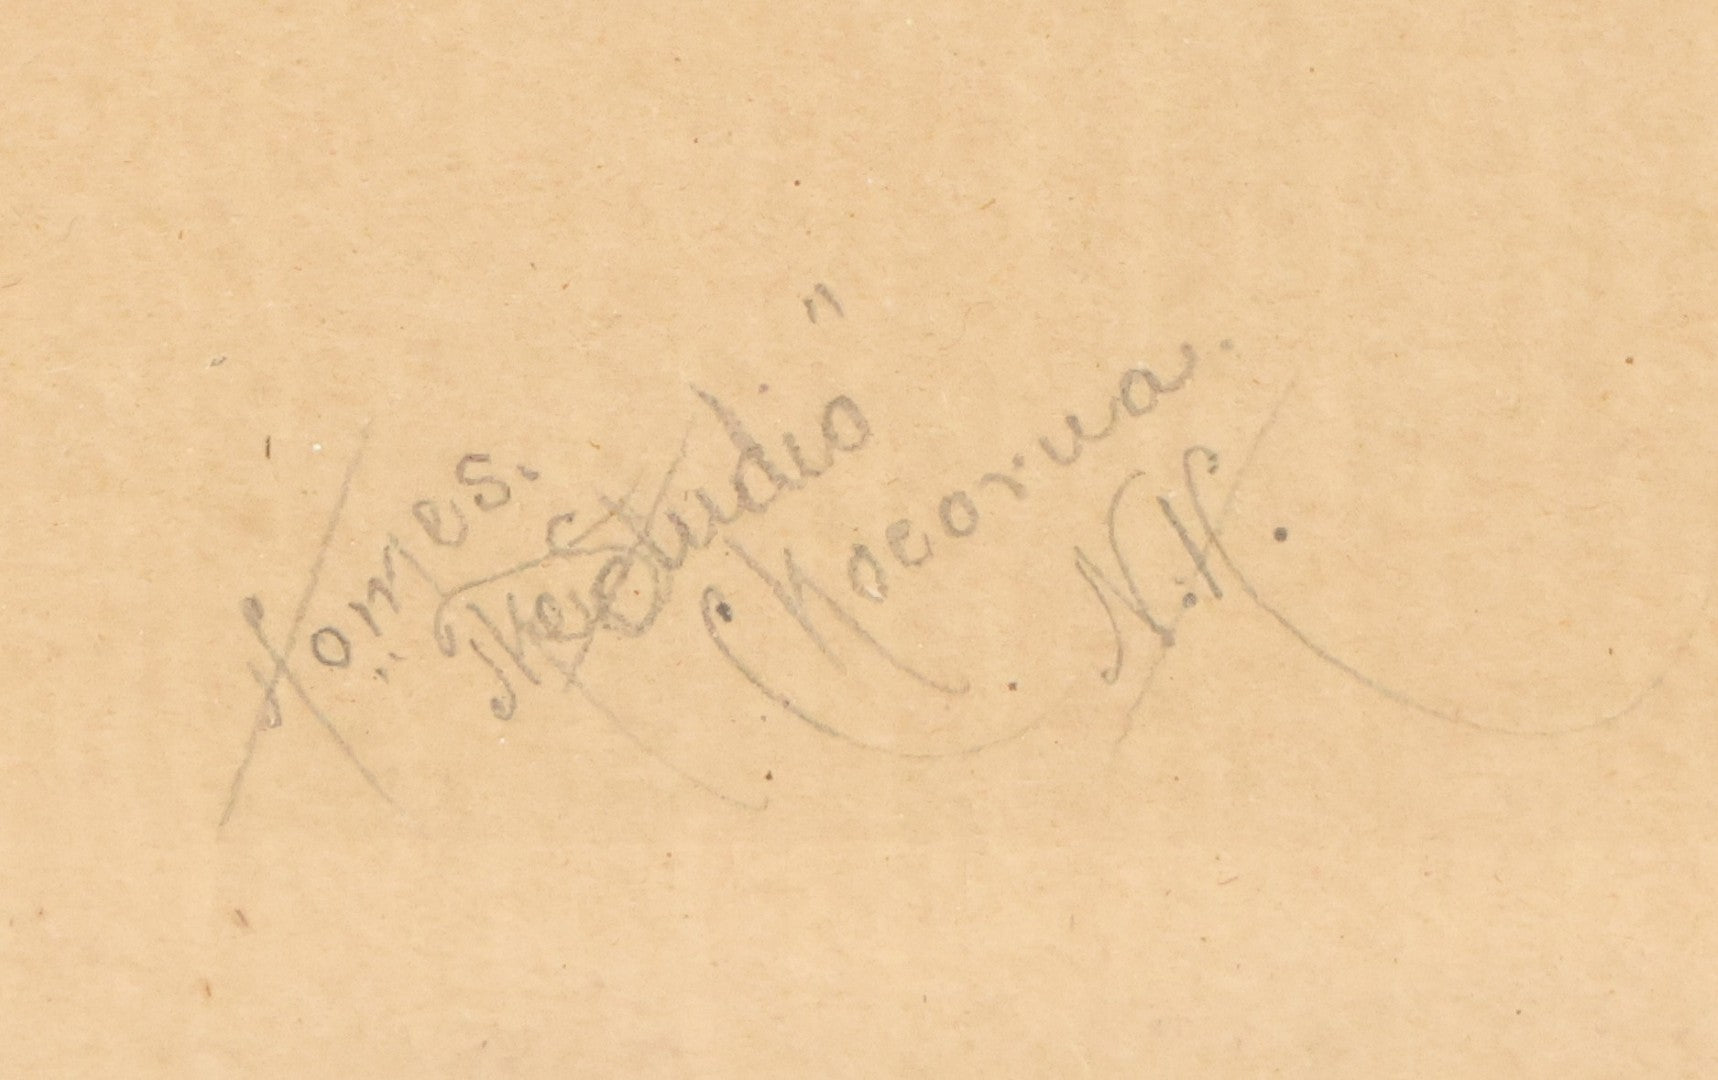 Homes.
"The Studio"
Chocorua.
N.H.